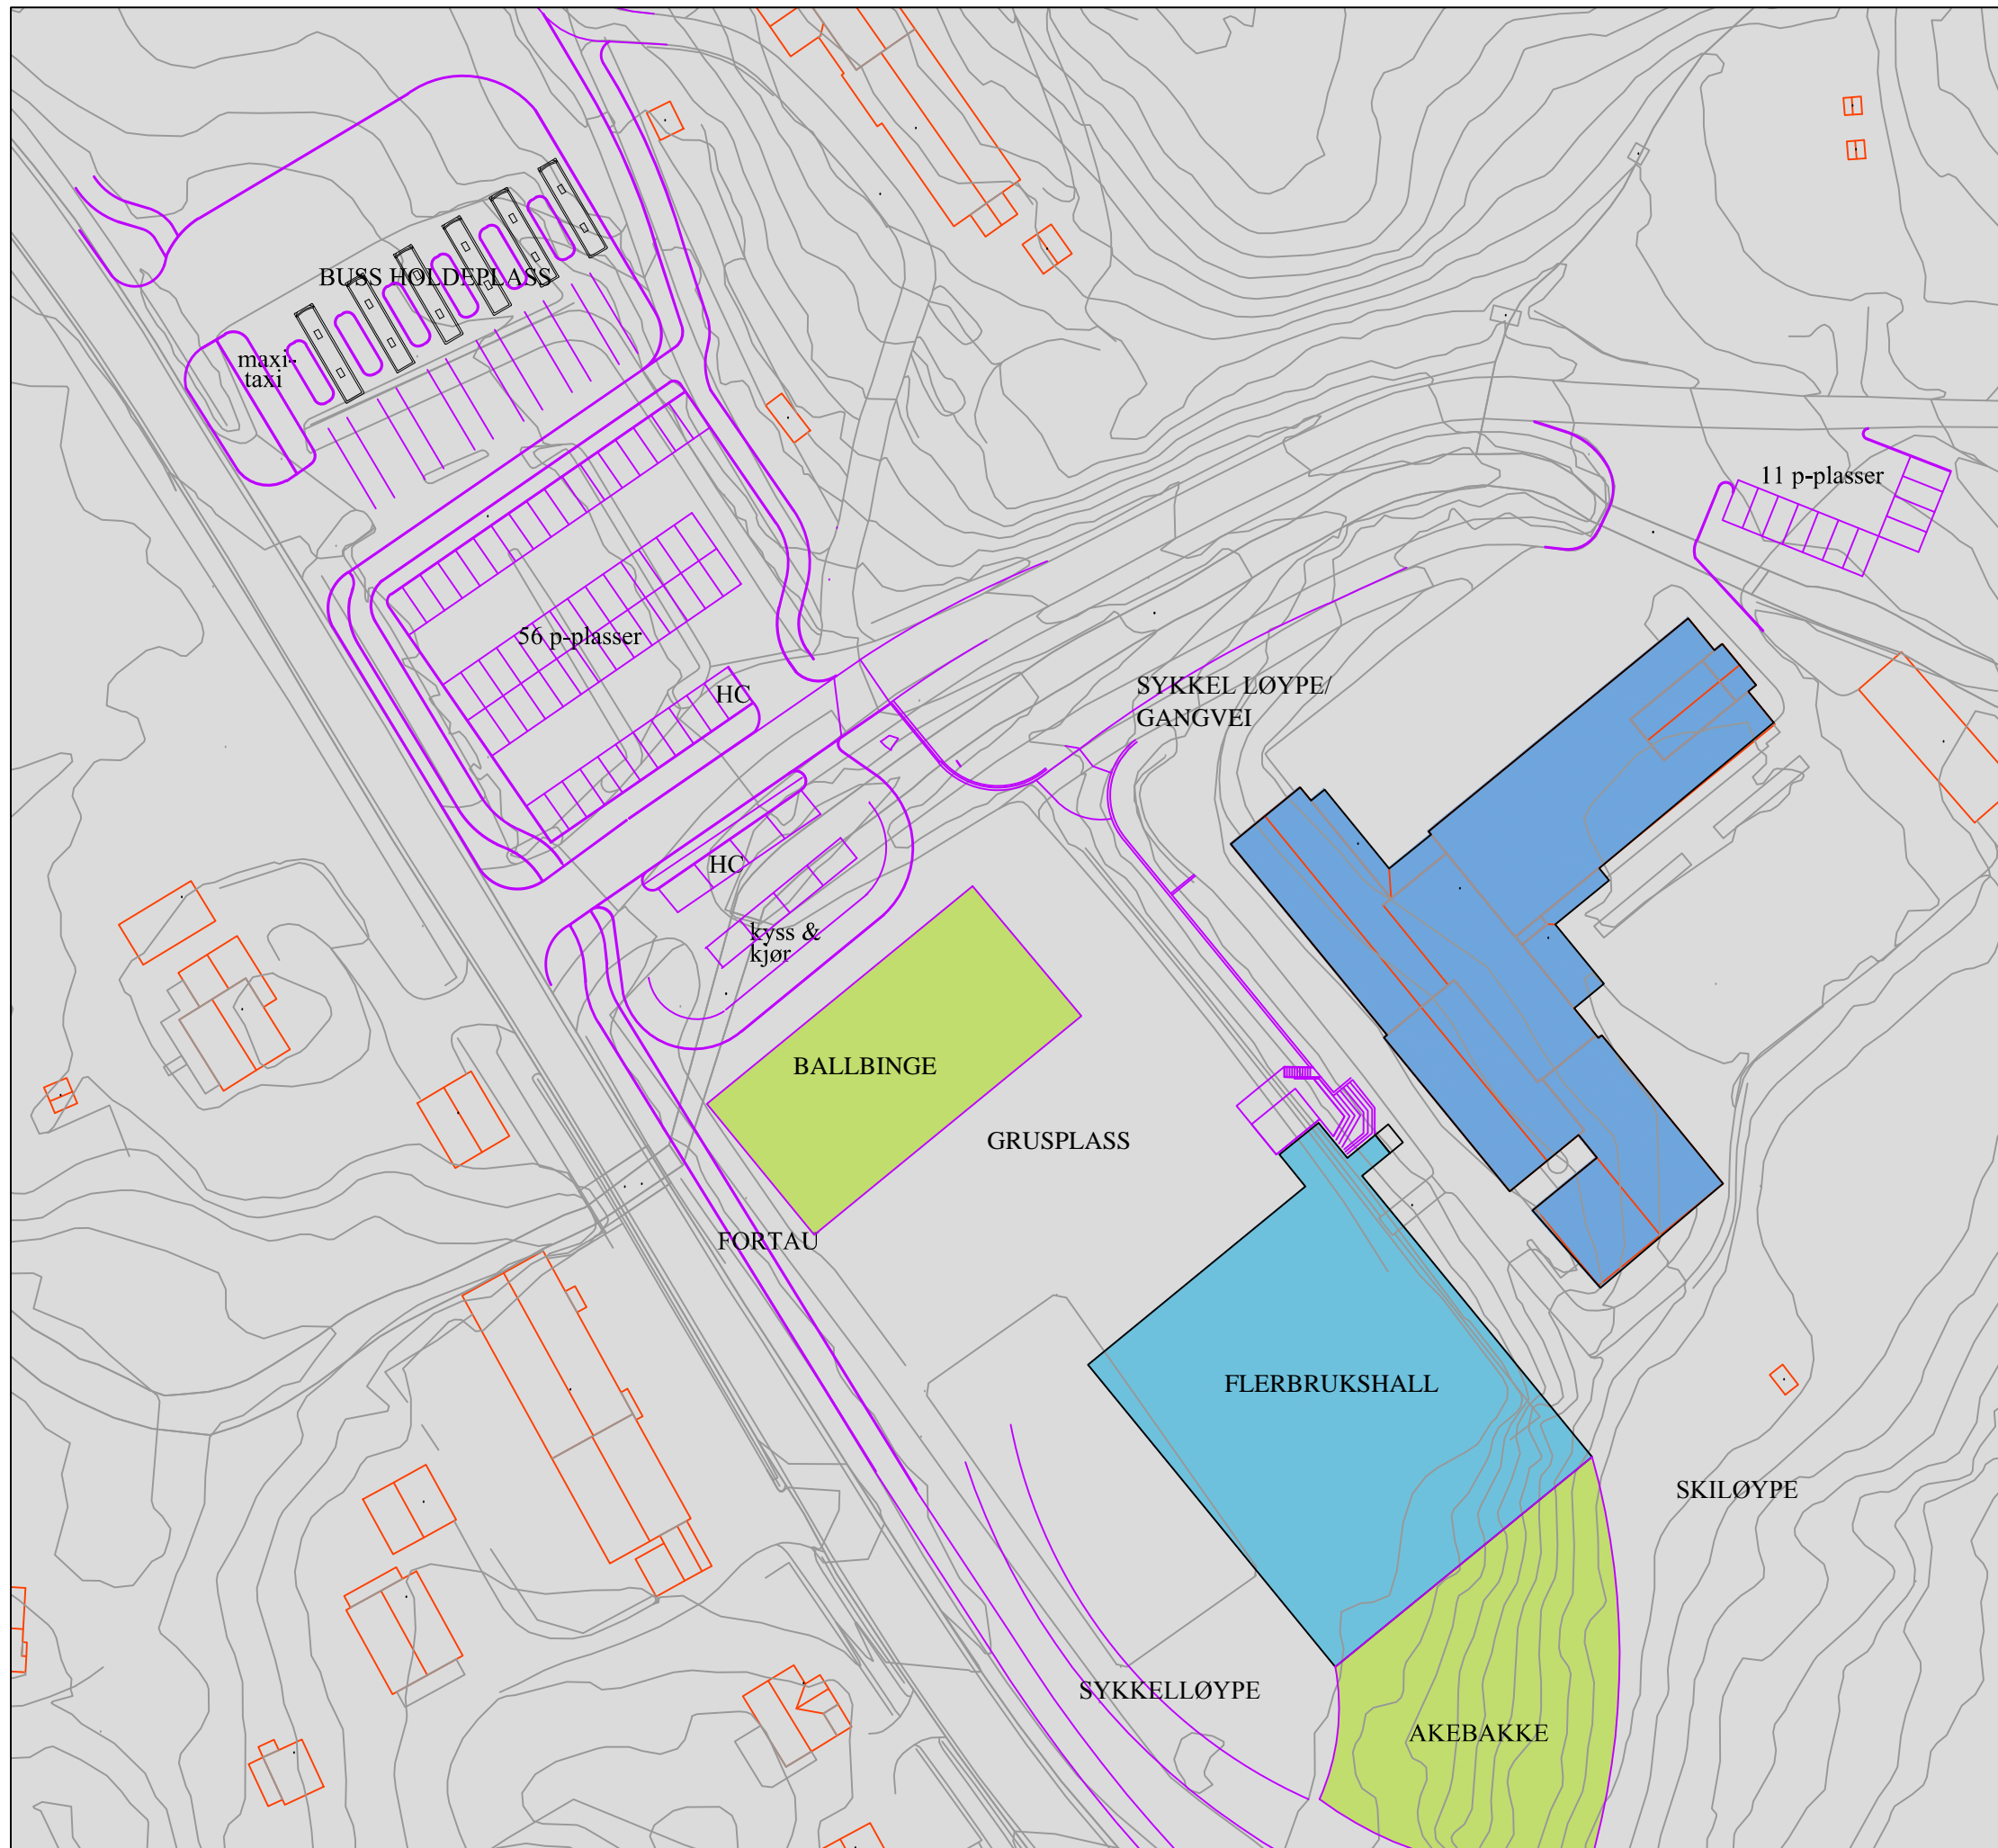 BUSS HOLDEPLASS
maxi-
taxi
11 p-plasser
56 p-plasser
HC
SYKKEL LØYPE/
GANGVEI
HC
kyss &
kjør
BALLBINGE
GRUSPLASS
FORTAU
FLERBRUKSHALL
SKILØYPE
SYKKELLØYPE
AKEBAKKE